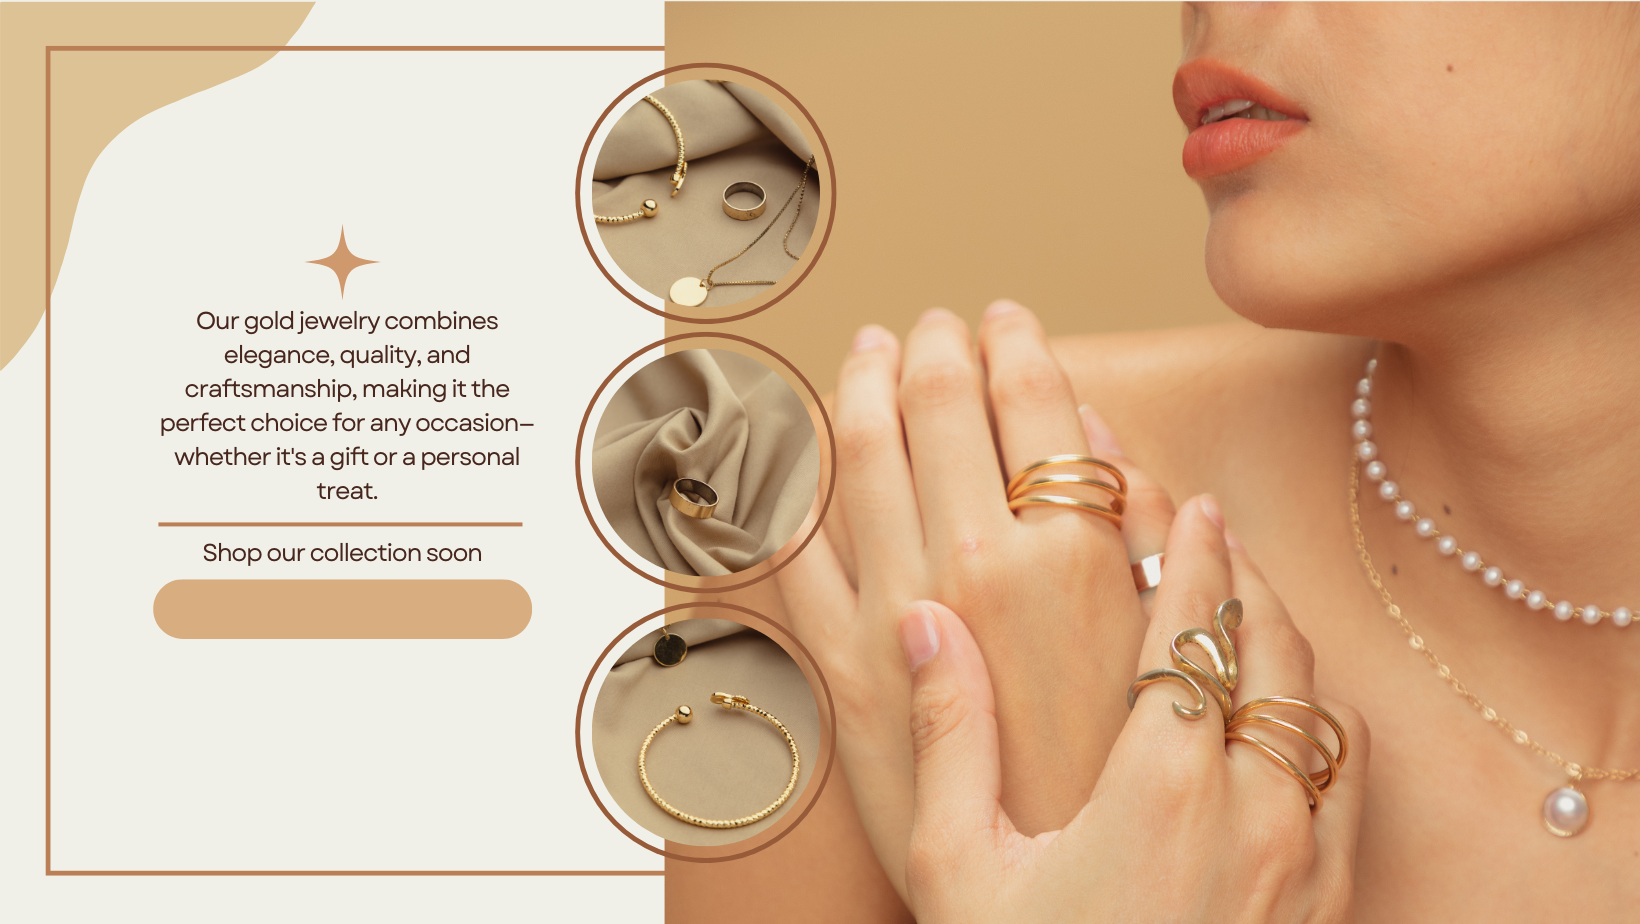 Our gold jewelry combines
elegance, quality, and
craftsmanship, making it the
perfect choice for any occasion—
whether it's a gift or a personal
treat.
Shop our collection soon